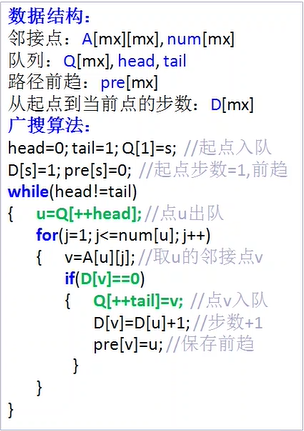 数据结构：
邻接点：A[mx][mx],num[mx]
队列：Q[mx], head, tail
路径前趋：pre[mx]
从起点到当前点的步数：D[mx]
广搜算法：
head=0; tail=1; Q[1]=s; //起点入队
D[s]=1; pre[s]=0; //起点步数=1,前趋
while(head!=tail)
{ u=Q[++head]; //点u出队
for(j=1; j<=num[u]; j++)
{ v=A[u][j]; //取u的邻接点v
if(D[v]==0)
{ Q[++tail]=v; //点v入队
D[v]=D[u]+1; //步数+1
pre[v]=u; //保存前趋
}
}
}